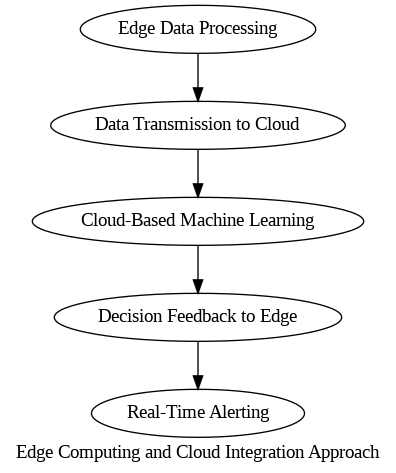 Edge Data Processing
Data Transmission to Cloud
Cloud-Based Machine Learning
Decision Feedback to Edge
Real-Time Alerting
Edge Computing and Cloud Integration Approach